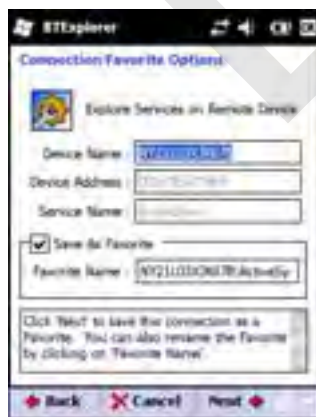 BTExplorer
Connection Favorite Options
Explore Services on Remote Device
Device Name :
Device Address :
Service Name :
Save As Favorite
Favorite Name :
Click 'Next' to save this connection as a
Favorite. You can also rename the Favorite
by clicking on 'Favorite Name'.
Back Cancel Next